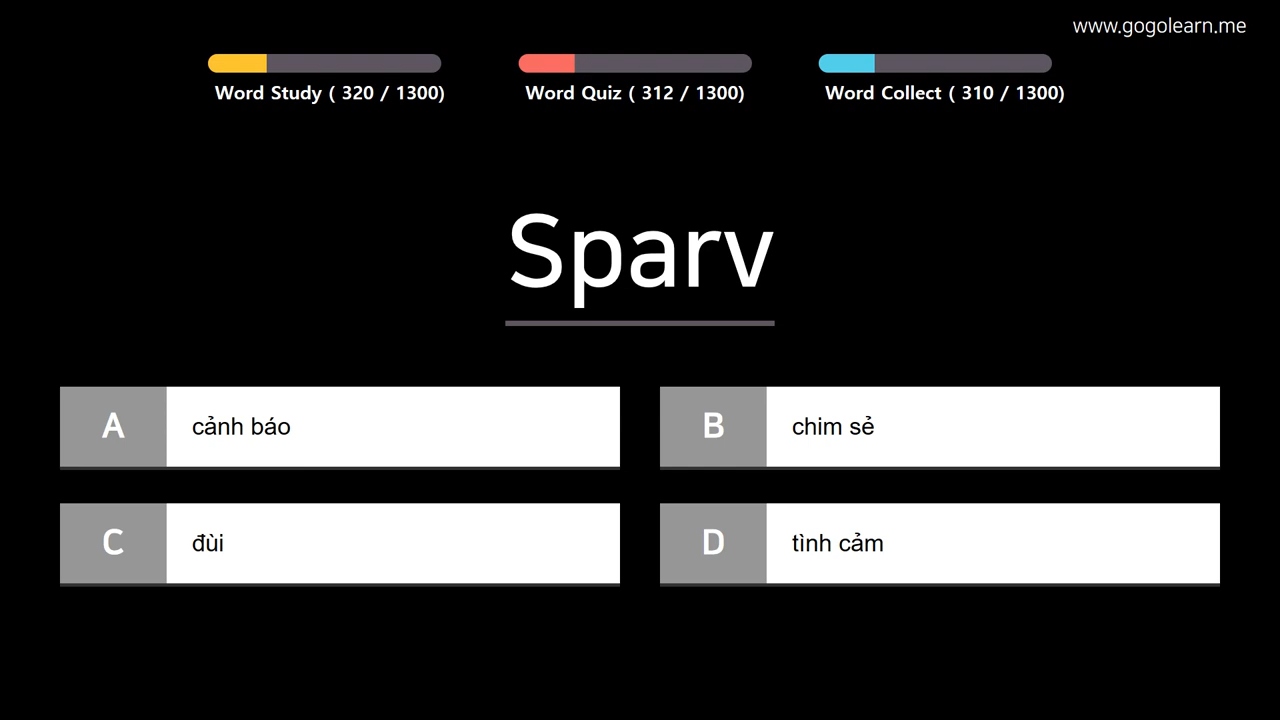 www.gogolearn.me
Word Study ( 320 / 1300)
Word Quiz ( 312 / 1300)
Word Collect ( 310 / 1300)
Sparv
A
cảnh báo
B
chim sẻ
C
đùi
D
tình cảm